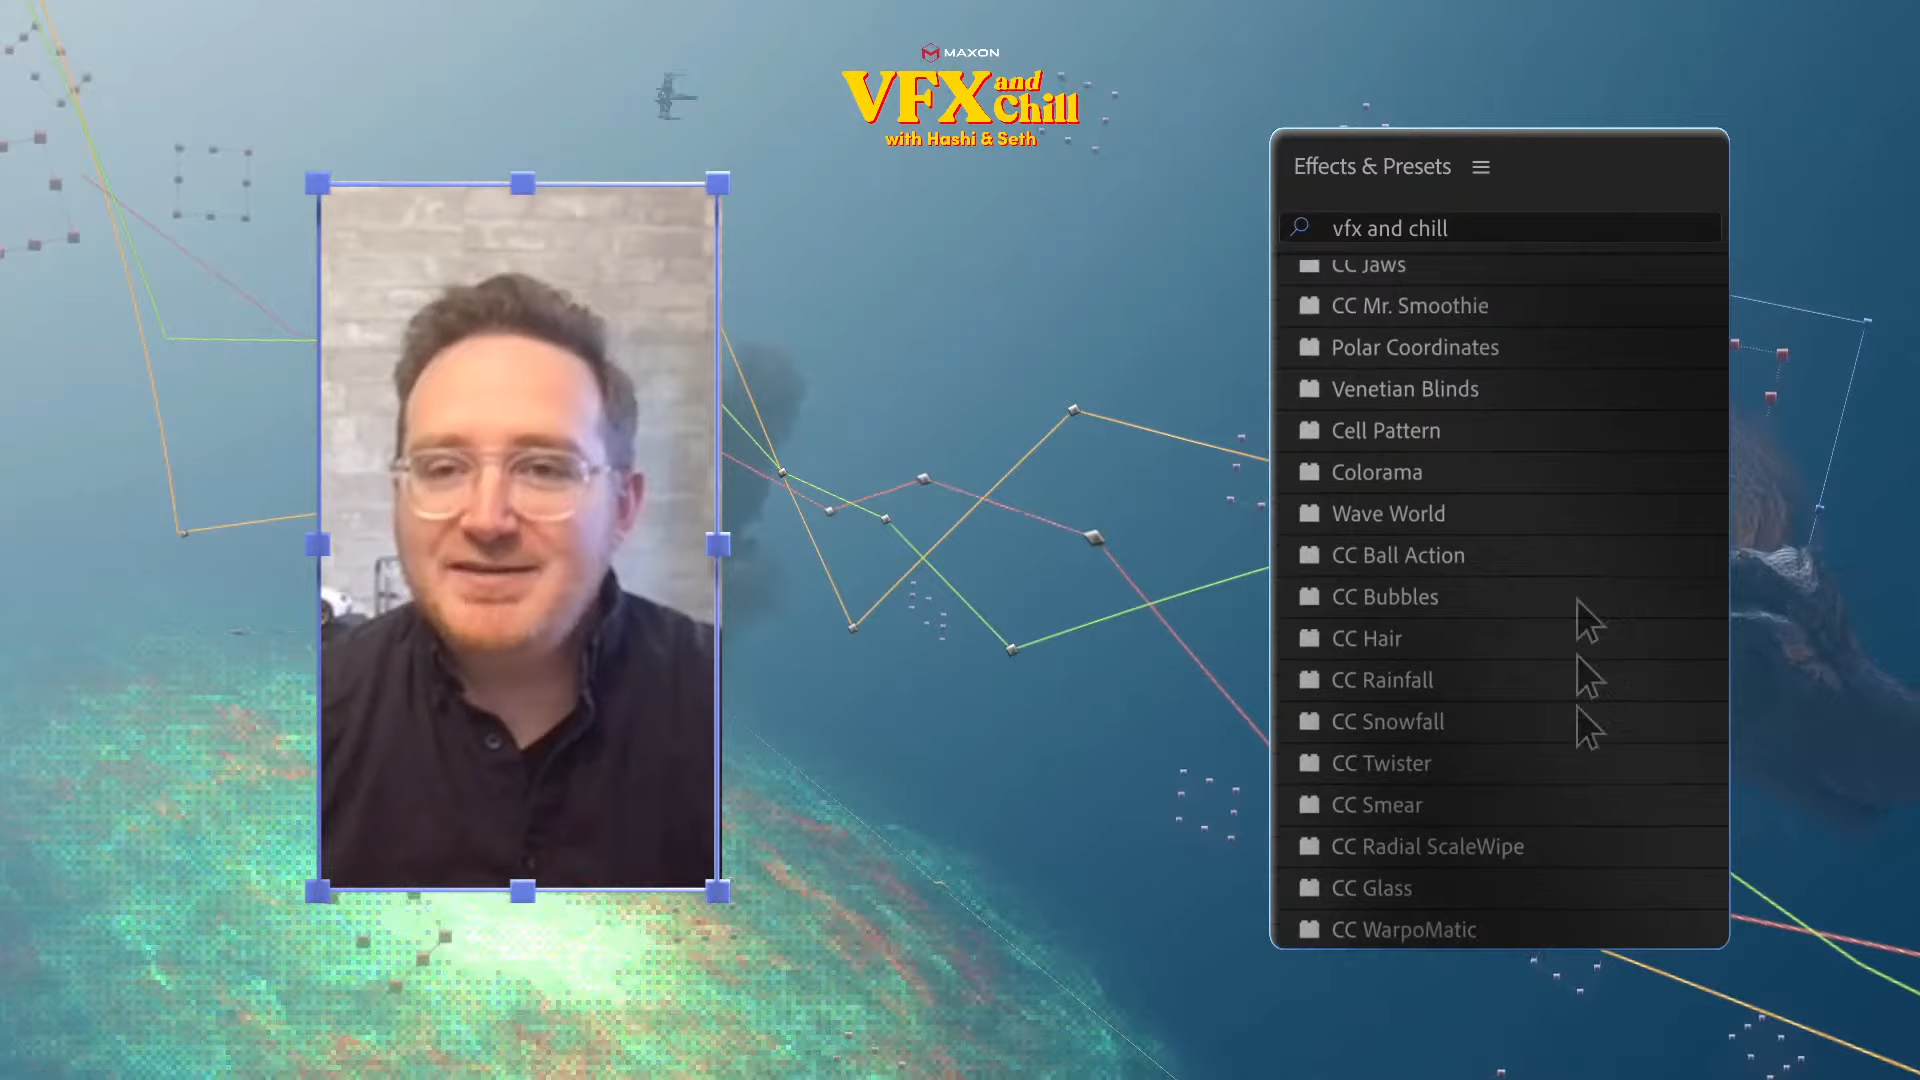 MAXON
VFX and Chill
with Hashi & Seth
Effects & Presets
vfx and chill
CC Jaws
CC Mr. Smoothie
Polar Coordinates
Venetian Blinds
Cell Pattern
Colorama
Wave World
CC Ball Action
CC Bubbles
CC Hair
CC Rainfall
CC Snowfall
CC Twister
CC Smear
CC Radial ScaleWipe
CC Glass
CC WarpoMatic